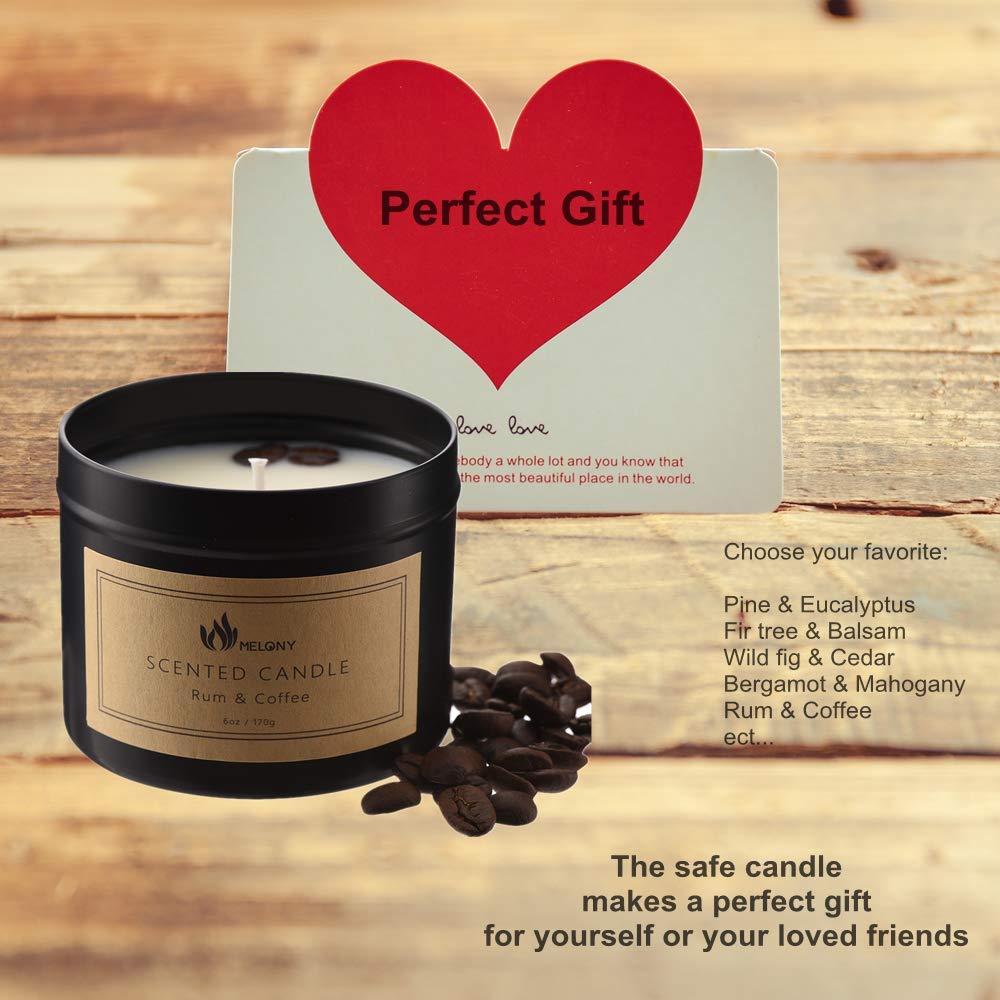 Perfect Gift
love love
ebody a whole lot and you know that
the most beautiful place in the world.
Choose your favorite:
Pine & Eucalyptus
Fir tree & Balsam
Wild fig & Cedar
Bergamot & Mahogany
Rum & Coffee
ect...
MELONY
SCENTED CANDLE
Rum & Coffee
6oz / 170g
The safe candle
makes a perfect gift
for yourself or your loved friends